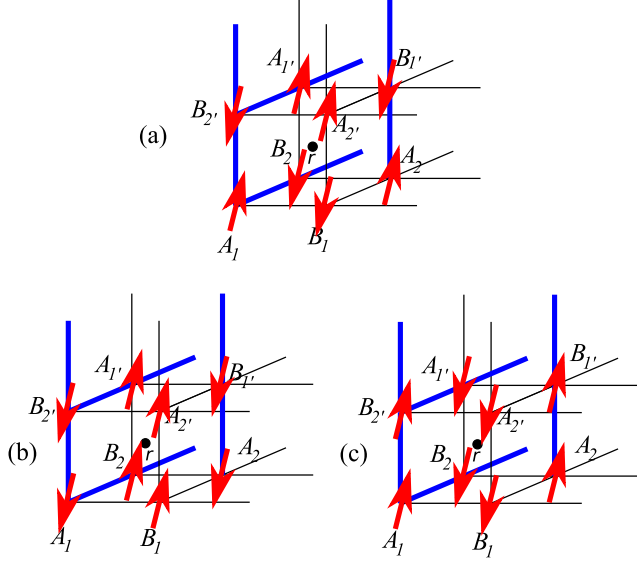 A1' B1'
B2' A2'
(a) B2 r A2
A1 B1
A1' B1'
B2' A2'
(b) B2 r A2
A1 B1
A1' B1'
B2' A2'
(c) B2 r A2
A1 B1